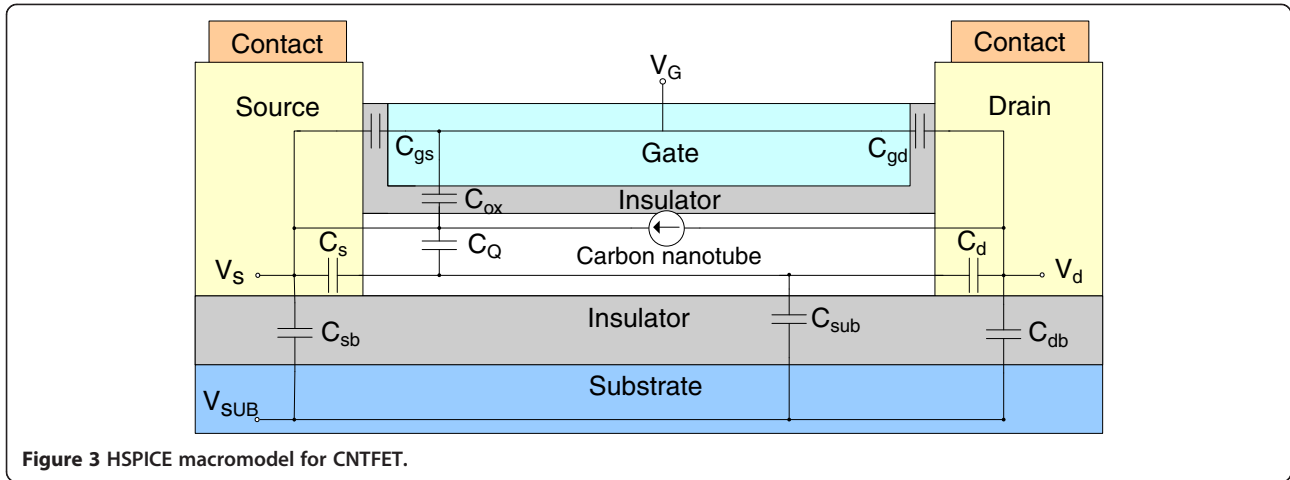 Contact
Contact
V_G
Source
Drain
C_gs
Gate
C_gd
C_ox
Insulator
C_s
C_Q
Carbon nanotube
C_d
V_s
V_d
Insulator
C_sb
C_sub
C_db
Substrate
V_SUB
Figure 3 HSPICE macromodel for CNTFET.